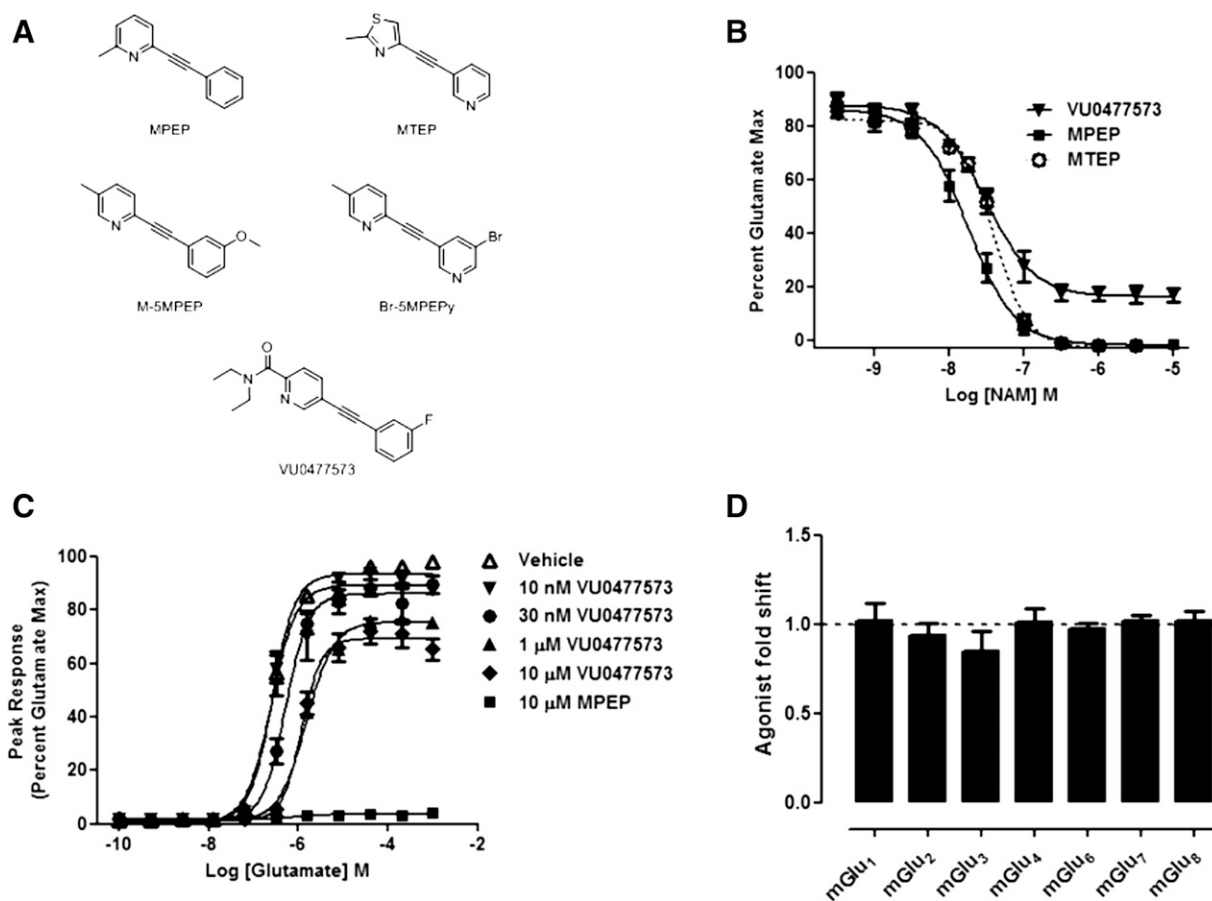 A
S
N
N
N
MPEP
MTEP
N
O
N
Br
N
M-5MPEP
Br-5MPEPy
O
N
N
F
VU0477573
B
Percent Glutamate Max
100
80
60
40
20
0
-9
-8
-7
-6
-5
Log [NAM] M
VU0477573
MPEP
MTEP
C
Peak Response
(Percent Glutamate Max)
100
80
60
40
20
0
-10
-8
-6
-4
-2
Log [Glutamate] M
Vehicle
10 nM VU0477573
30 nM VU0477573
1 μM VU0477573
10 μM VU0477573
10 μM MPEP
D
Agonist fold shift
1.5
1.0
0.5
0.0
mGlu1
mGlu2
mGlu3
mGlu4
mGlu6
mGlu7
mGlu8